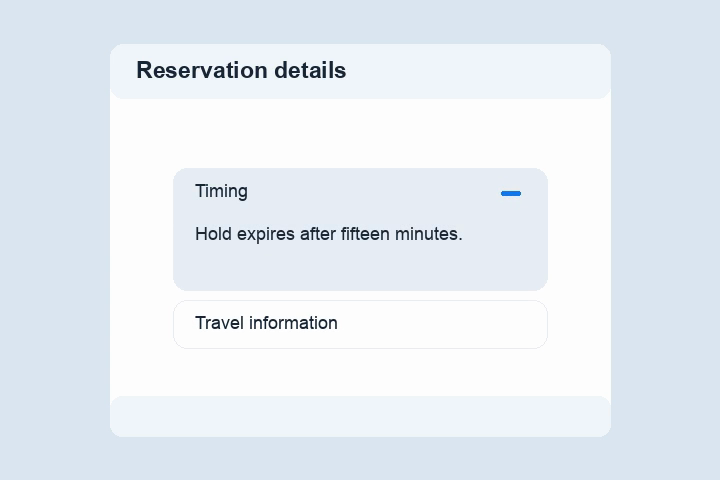 Reservation details
Timing
Hold expires after fifteen minutes.
Travel information